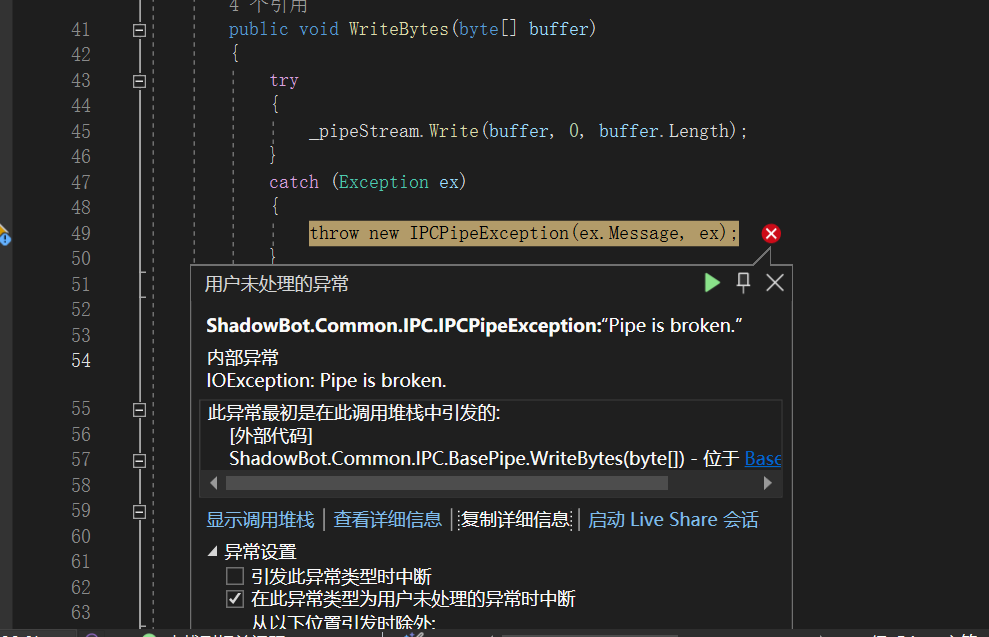 4 个引用
41 public void WriteBytes(byte[] buffer)
42 {
43 try
44 {
45 _pipeStream.Write(buffer, 0, buffer.Length);
46 }
47 catch (Exception ex)
48 {
49 throw new IPCPipeException(ex.Message, ex);
50 }
51
52
53
54
55
56
57
58
59
60
61
62
63
用户未处理的异常
ShadowBot.Common.IPC.IPCPipeException:“Pipe is broken.”
内部异常
IOException: Pipe is broken.
此异常最初是在此调用堆栈中引发的:
[外部代码]
ShadowBot.Common.IPC.BasePipe.WriteBytes(byte[]) - 位于 Base
显示调用堆栈 | 查看详细信息 | 复制详细信息 | 启动 Live Share 会话
异常设置
引发此异常类型时中断
在此异常类型为用户未处理的异常时中断
从以下位置引发时除外: